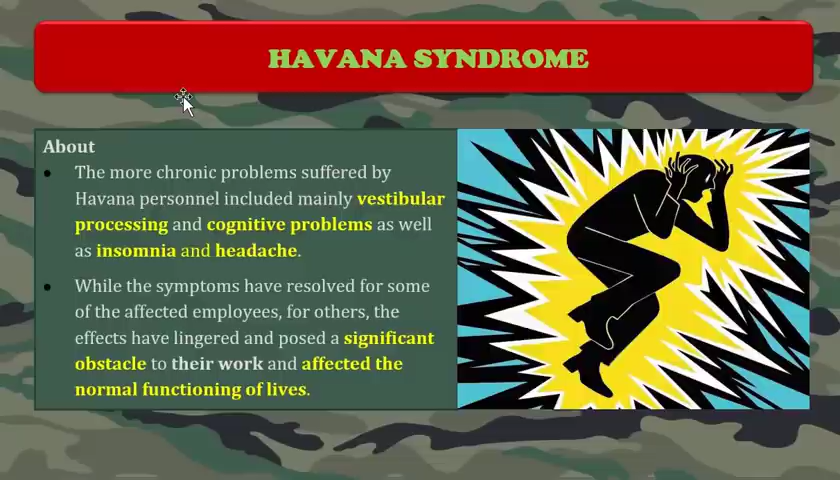 HAVANA SYNDROME
About
• The more chronic problems suffered by
Havana personnel included mainly vestibular
processing and cognitive problems as well
as insomnia and headache.
• While the symptoms have resolved for some
of the affected employees, for others, the
effects have lingered and posed a significant
obstacle to their work and affected the
normal functioning of lives.